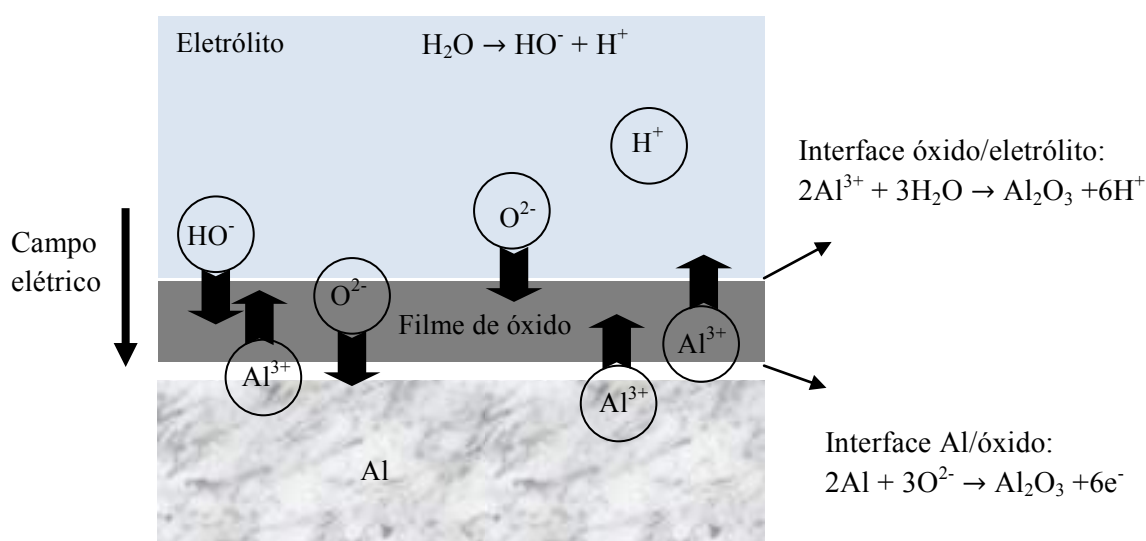 Eletrólito
H₂O → HO⁻ + H⁺
H⁺
Interface óxido/eletrólito:
2Al³⁺ + 3H₂O → Al₂O₃ +6H⁺
Campo
elétrico
HO⁻
O²⁻
O²⁻
Filme de óxido
Al³⁺
Al³⁺
Al³⁺
Al
Interface Al/óxido:
2Al + 3O²⁻ → Al₂O₃ +6e⁻